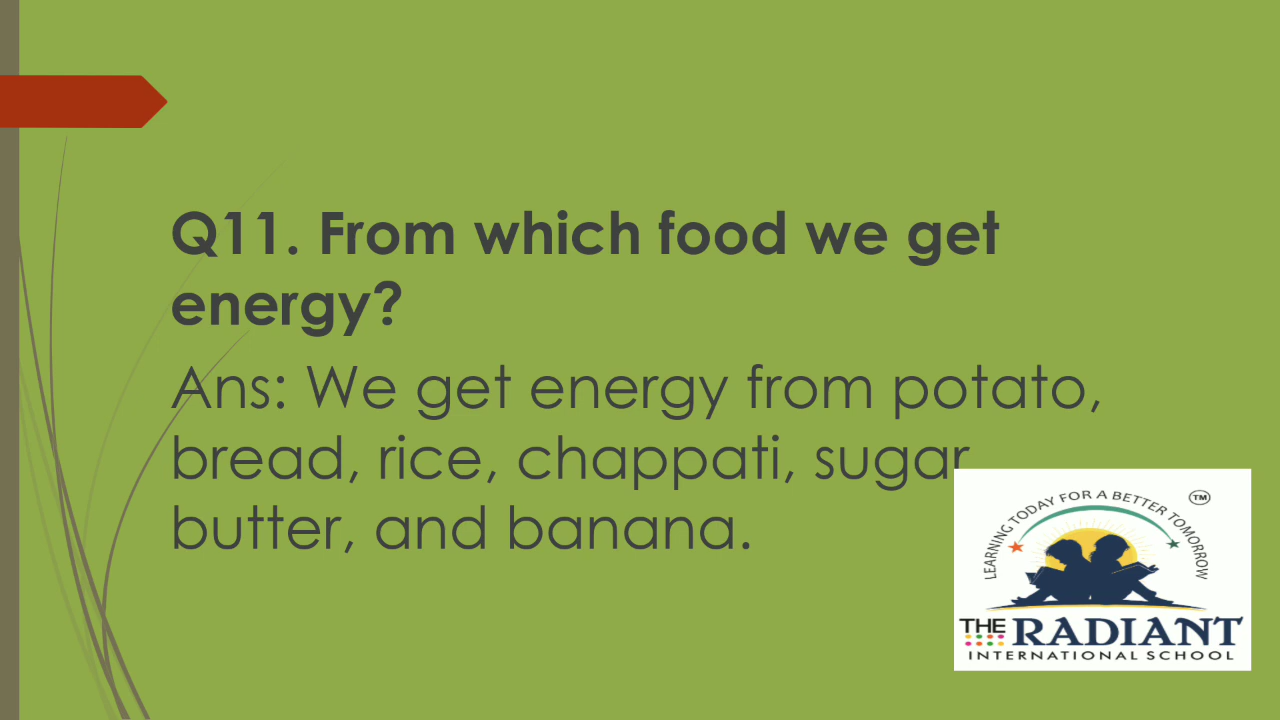 Q11. From which food we get
energy?
Ans: We get energy from potato,
bread, rice, chappati, sugar
butter, and banana.
LEARNING TODAY FOR A BETTER TOMORROW
TM
THE RADIANT
INTERNATIONAL SCHOOL